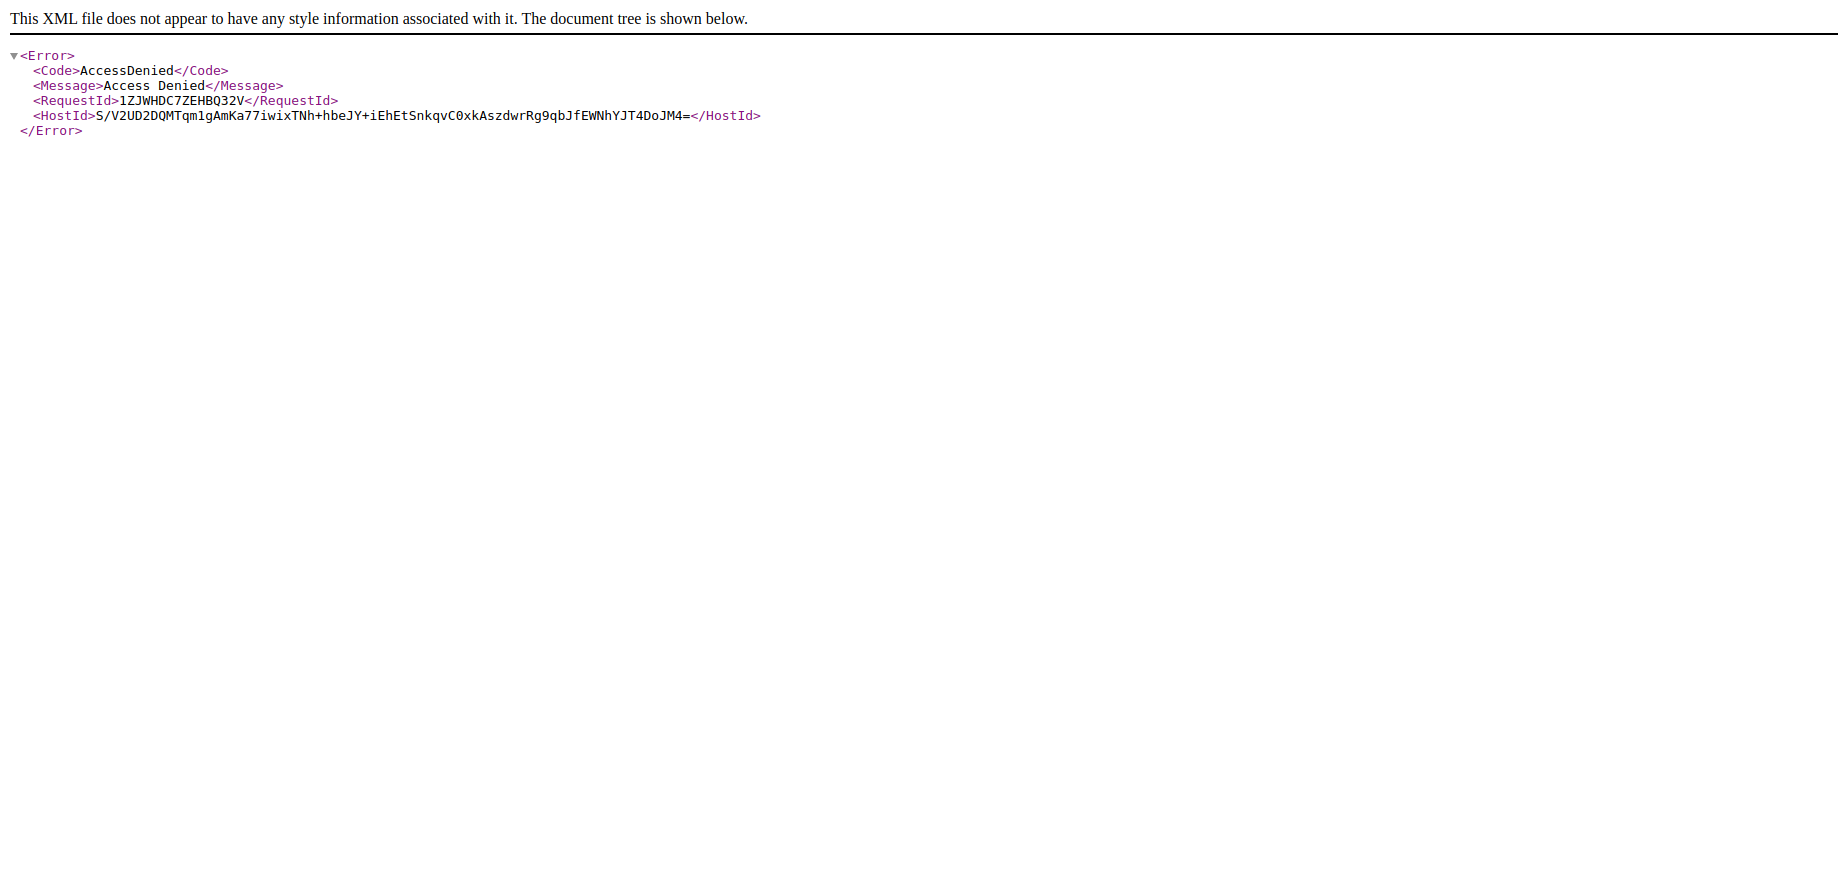 This XML file does not appear to have any style information associated with it. The document tree is shown below.
<Error>
<Code>AccessDenied</Code>
<Message>Access Denied</Message>
<RequestId>1ZJWHDC7ZEHBQ32V</RequestId>
<HostId>S/V2UD2DQMTqm1gAmKa77iwixTNh+hbeJY+iEhEtSnkqvC0xkAszdwrRg9qbJfEWNhYJT4DoJM4=</HostId>
</Error>